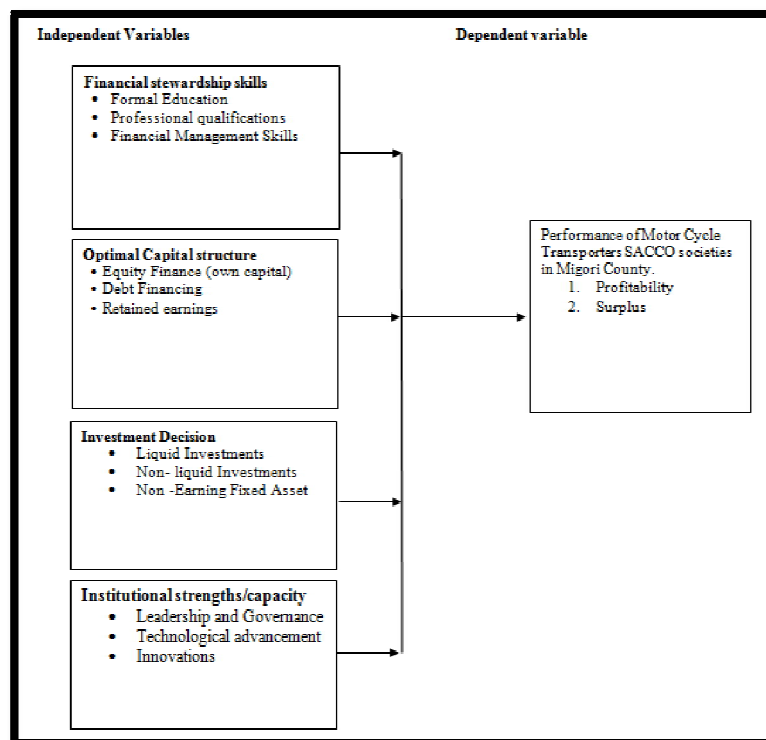 Independent Variables
Dependent variable
Financial stewardship skills
• Formal Education
• Professional qualifications
• Financial Management Skills
Optimal Capital structure
• Equity Finance (own capital)
• Debt Financing
• Retained earnings
Investment Decision
• Liquid Investments
• Non- liquid Investments
• Non -Earning Fixed Asset
Institutional strengths/capacity
• Leadership and Governance
• Technological advancement
• Innovations
Performance of Motor Cycle
Transporters SACCO societies
in Migori County.
1. Profitability
2. Surplus